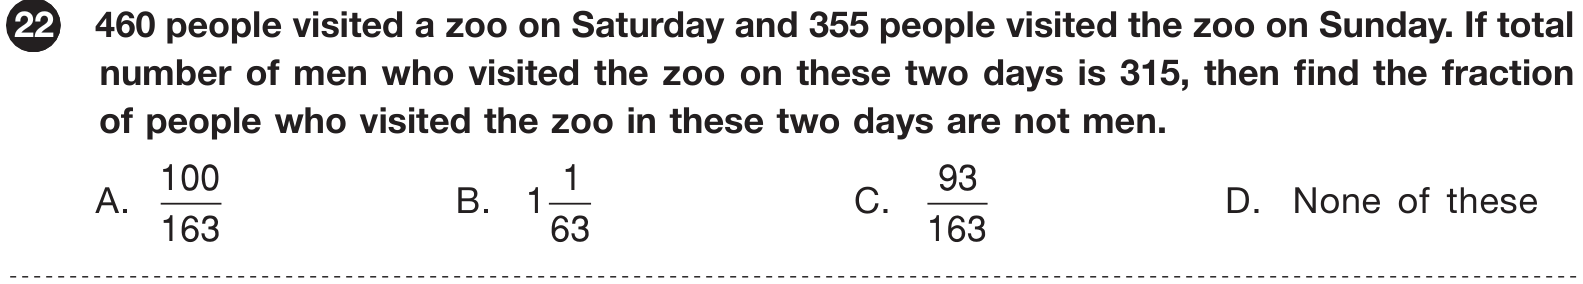 22 460 people visited a zoo on Saturday and 355 people visited the zoo on Sunday. If total
number of men who visited the zoo on these two days is 315, then find the fraction
of people who visited the zoo in these two days are not men.
A. 100/163 B. 1 1/63 C. 93/163 D. None of these